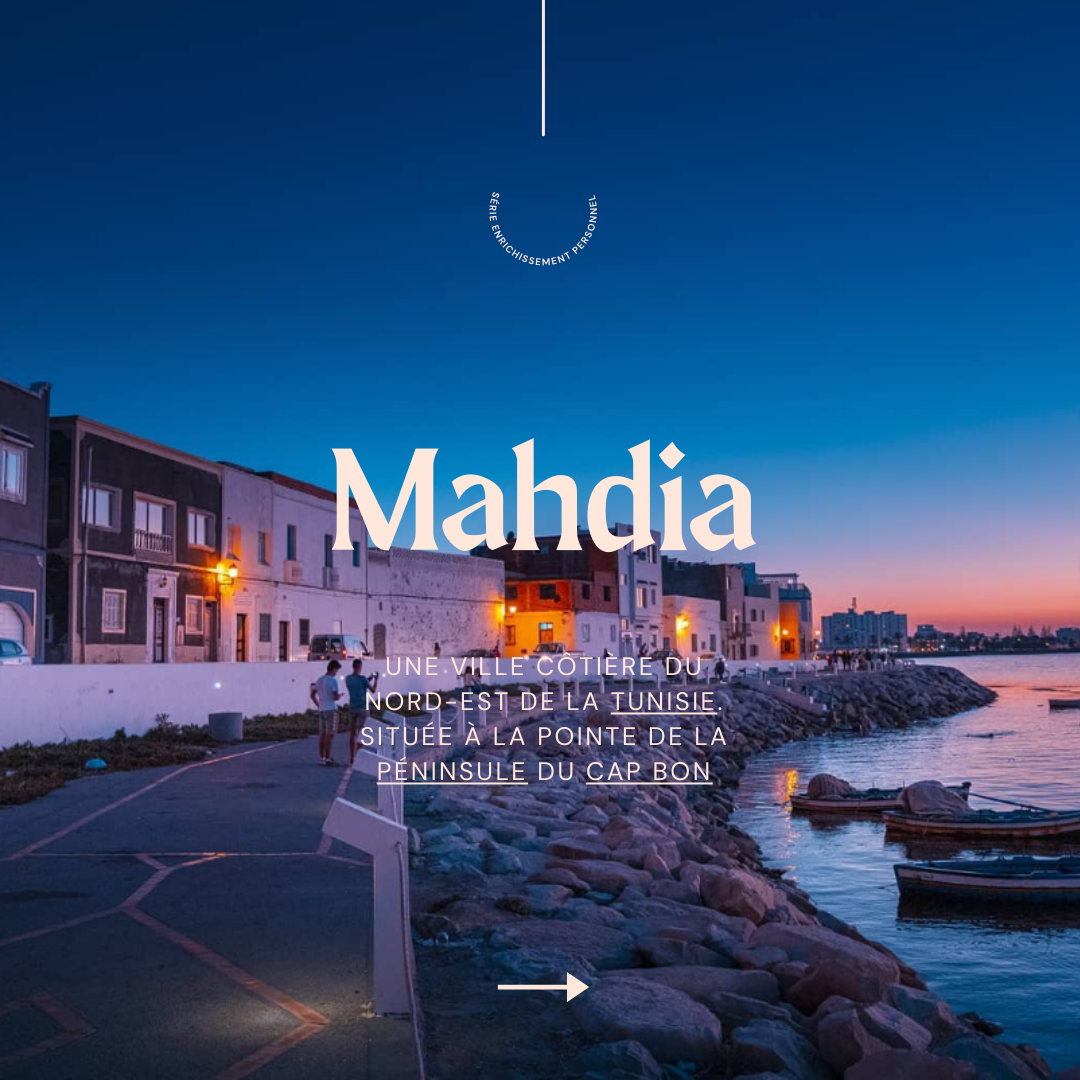 SÉRIE ENRICHISSEMENT PERSONNEL
Mahdia
UNE VILLE CÔTIÈRE DU
NORD-EST DE LA TUNISIE.
SITUÉE À LA POINTE DE LA
PÉNINSULE DU CAP BON